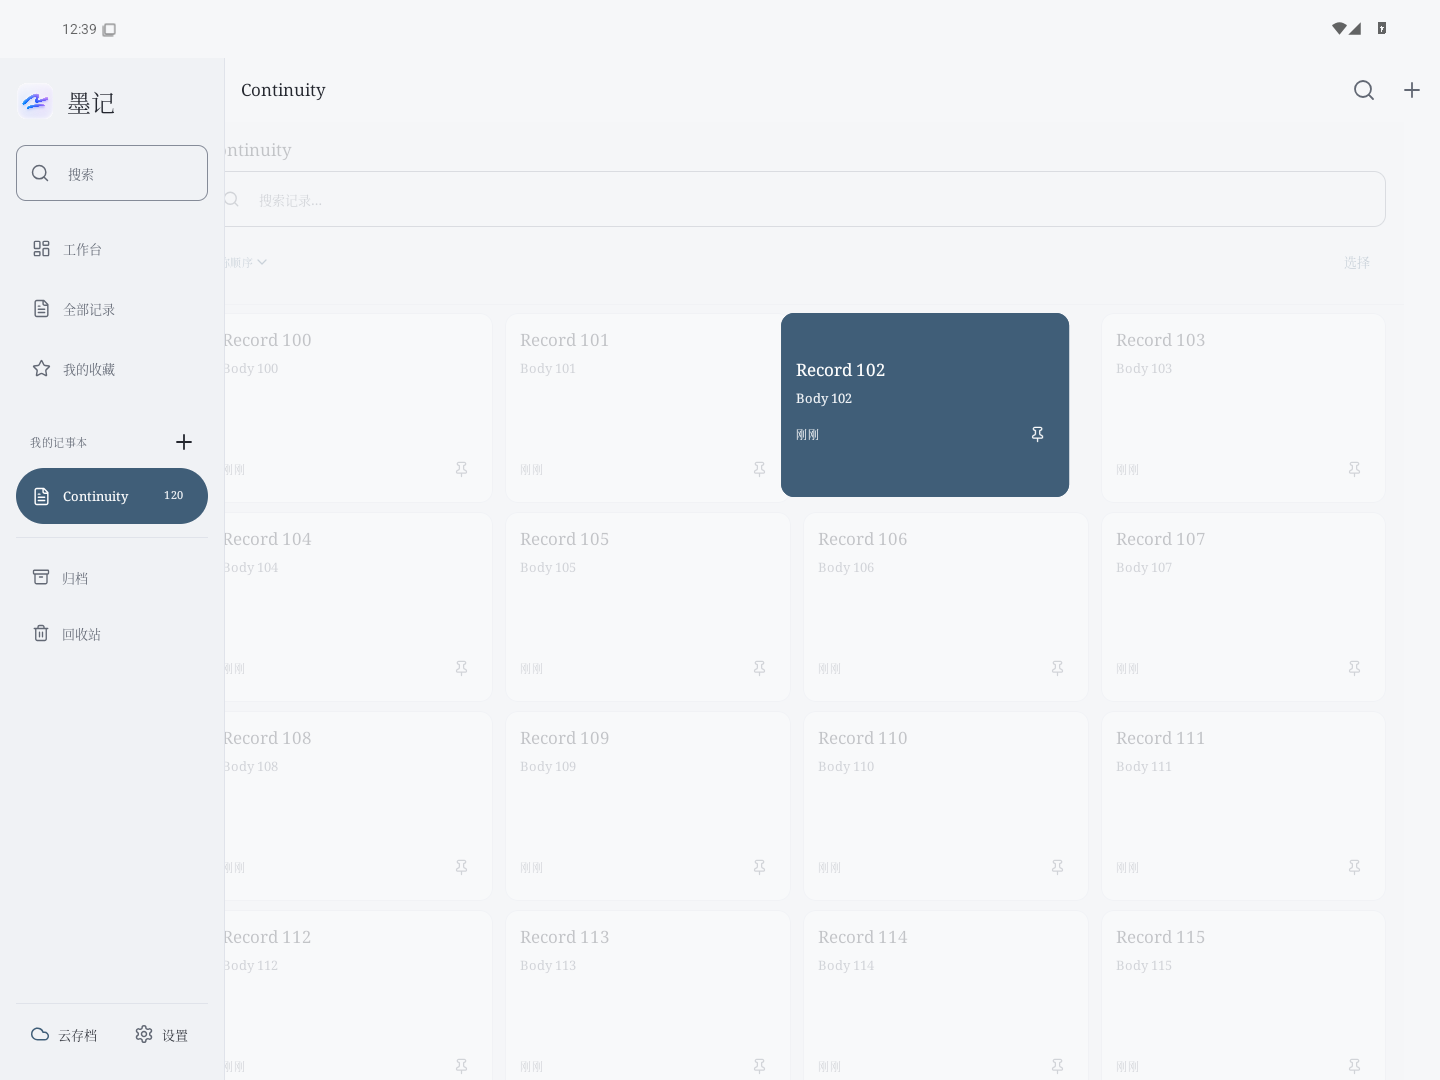 12:39
墨记
搜索
工作台
全部记录
我的收藏
我的记事本
Continuity 120
归档
回收站
云存档
设置
Continuity
ntinuity
搜索记录...
顺序
选择
Record 100
Body 100
刚刚
Record 101
Body 101
刚刚
Record 102
Body 102
刚刚
Record 103
Body 103
刚刚
Record 104
Body 104
刚刚
Record 105
Body 105
刚刚
Record 106
Body 106
刚刚
Record 107
Body 107
刚刚
Record 108
Body 108
刚刚
Record 109
Body 109
刚刚
Record 110
Body 110
刚刚
Record 111
Body 111
刚刚
Record 112
Body 112
刚刚
Record 113
Body 113
刚刚
Record 114
Body 114
刚刚
Record 115
Body 115
刚刚